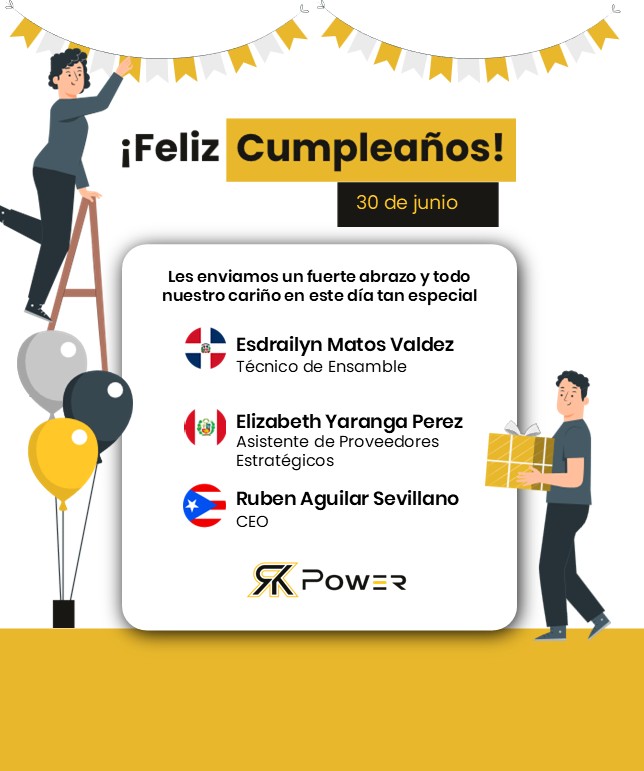 ¡Feliz Cumpleaños!
30 de junio
Les enviamos un fuerte abrazo y todo
nuestro cariño en este día tan especial
Esdrailyn Matos Valdez
Técnico de Ensamble
Elizabeth Yaranga Perez
Asistente de Proveedores
Estratégicos
Ruben Aguilar Sevillano
CEO
RK POWER